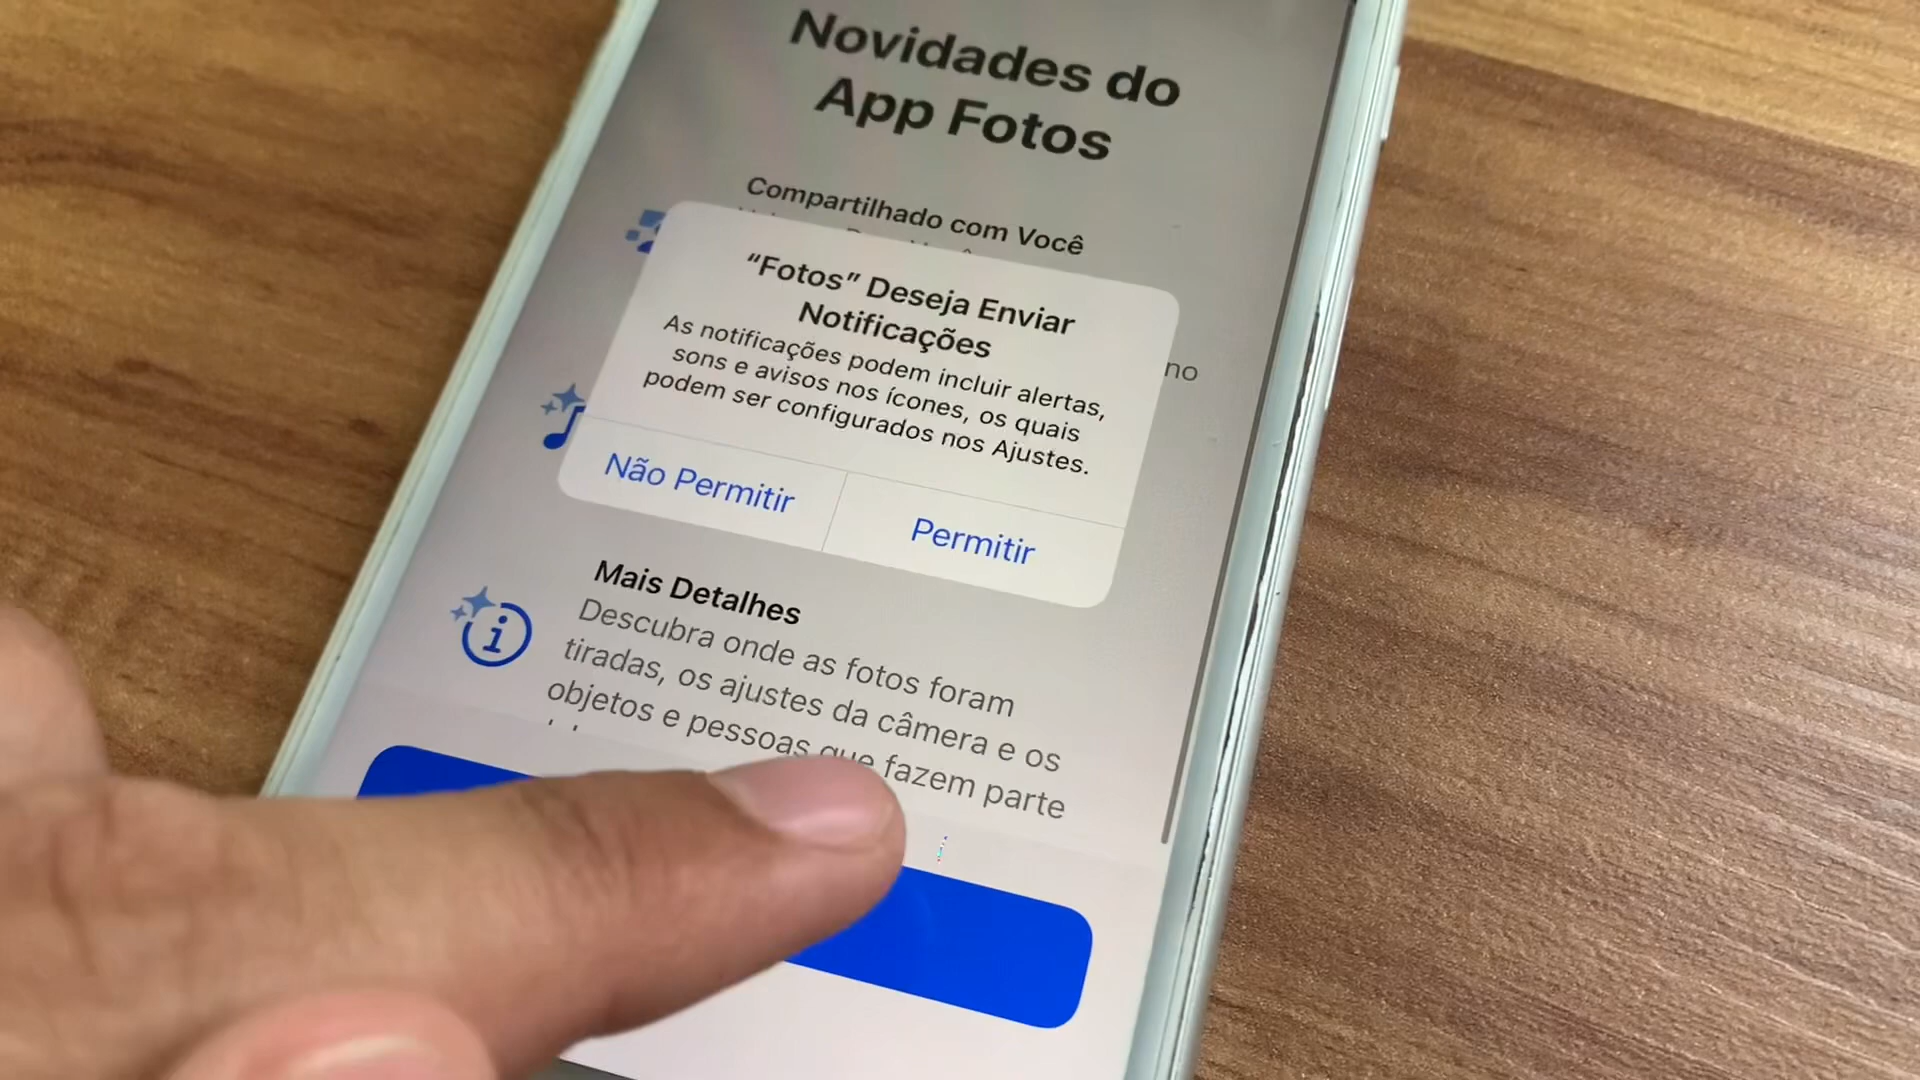 Novidades do
App Fotos
Compartilhado com Você
“Fotos” Deseja Enviar
Notificações
As notificações podem incluir alertas,
sons e avisos nos ícones, os quais
podem ser configurados nos Ajustes.
no
Não Permitir
Permitir
Mais Detalhes
Descubra onde as fotos foram
tiradas, os ajustes da câmera e os
objetos e pessoas que fazem parte